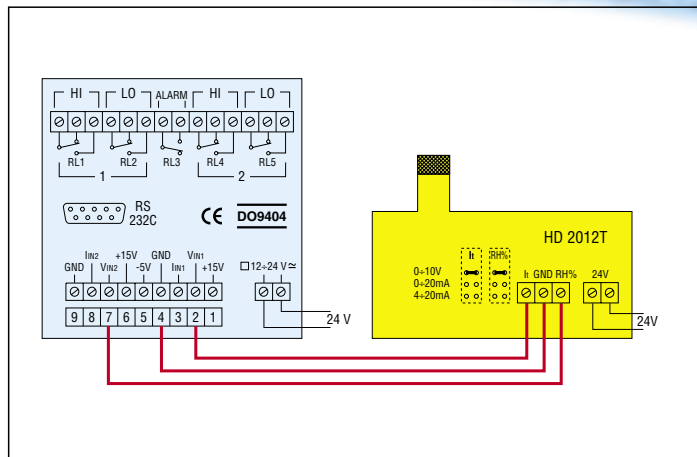 HI LO ALARM HI LO
RL1 RL2 RL3 RL4 RL5
1 2
RS
232C
CE DO9404
IIN2 +15V GND VIN1
GND VIN2 -5V IIN1 +15V
12÷24 V≃
9 8 7 6 5 4 3 2 1
24 V
HD 2012T
It RH%
0÷10V
0÷20mA
4÷20mA
It GND RH% 24V
24V